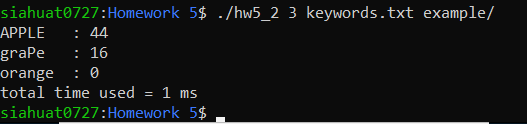 siahuat0727:Homework 5$ ./hw5_2 3 keywords.txt example/
APPLE   : 44
graPe   : 16
orange  : 0
total time used = 1 ms
siahuat0727:Homework 5$